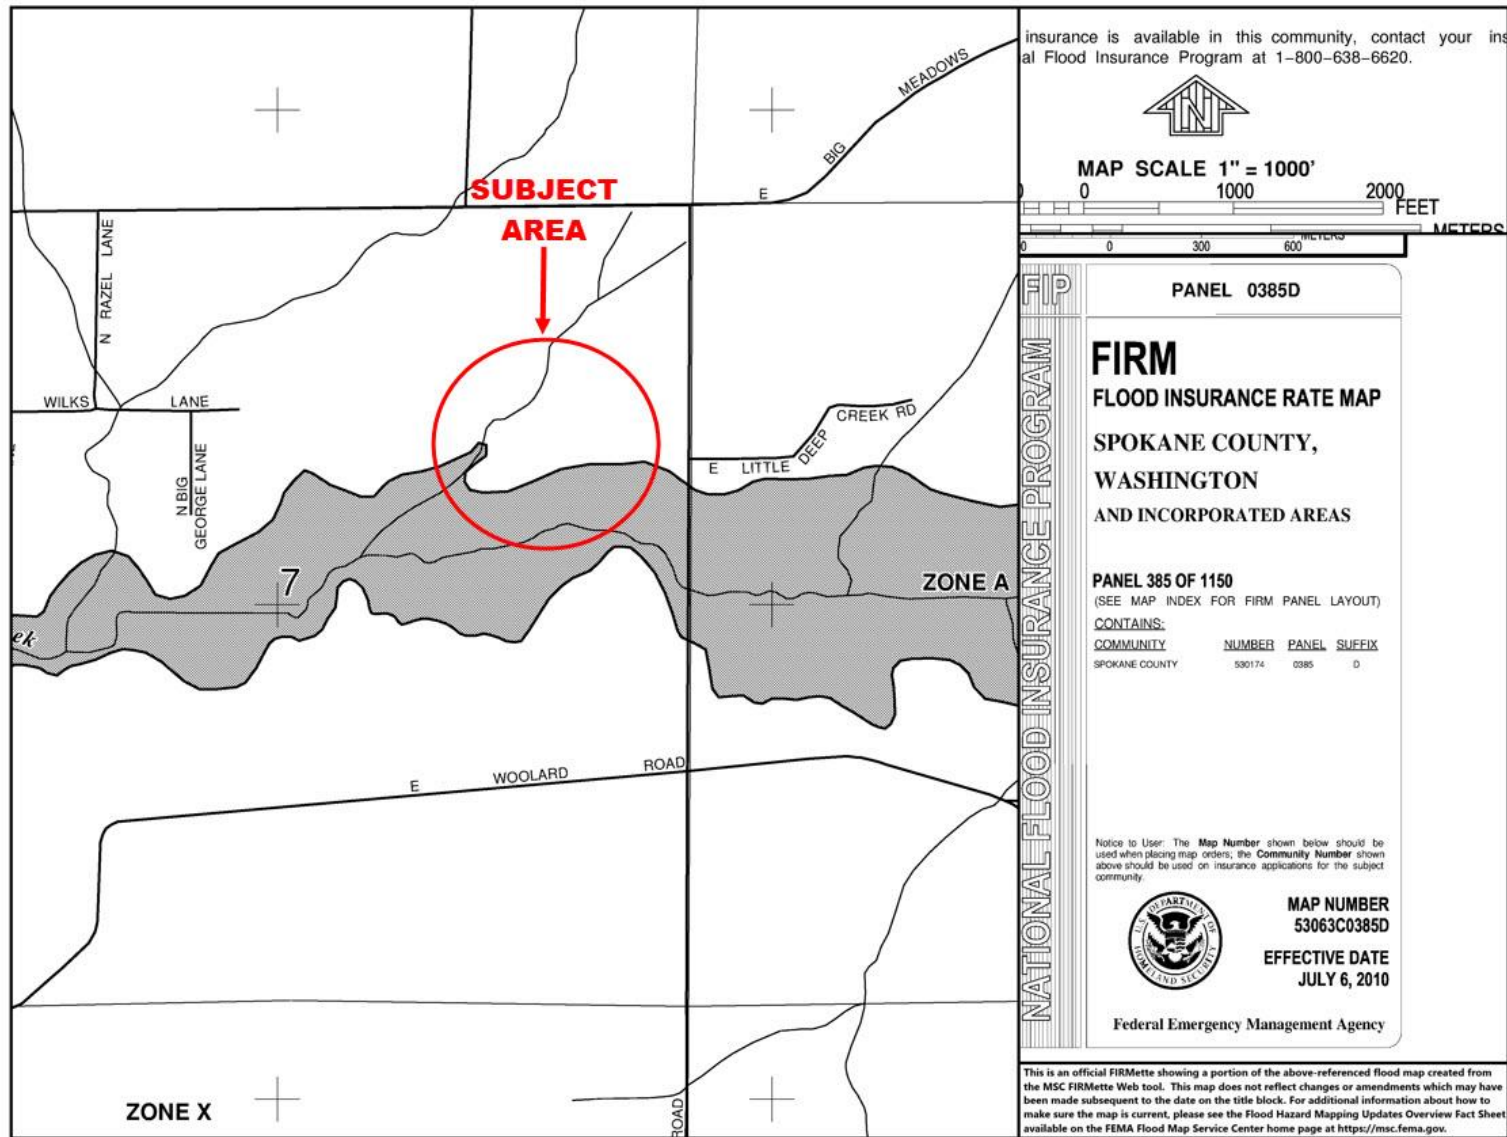 insurance is available in this community, contact your ins
al Flood Insurance Program at 1-800-638-6620.
N
MAP SCALE 1" = 1000'
0 1000 2000
FEET
METERS
0 300 600
METERS
MEADOWS
BIG
E
SUBJECT
AREA
N RAZEL LANE
WILKS LANE
N BIG
GEORGE LANE
E LITTLE DEEP CREEK RD
7
ZONE A
ek
E WOOLARD ROAD
ROAD
ZONE X
FIP
NATIONAL FLOOD INSURANCE PROGRAM
PANEL 0385D
FIRM
FLOOD INSURANCE RATE MAP
SPOKANE COUNTY,
WASHINGTON
AND INCORPORATED AREAS
PANEL 385 OF 1150
(SEE MAP INDEX FOR FIRM PANEL LAYOUT)
CONTAINS:
COMMUNITY NUMBER PANEL SUFFIX
SPOKANE COUNTY 530174 0385 D
Notice to User: The Map Number shown below should be
used when placing map orders; the Community Number shown
above should be used on insurance applications for the subject
community.
U.S. DEPARTMENT OF
HOMELAND SECURITY
MAP NUMBER
53063C0385D
EFFECTIVE DATE
JULY 6, 2010
Federal Emergency Management Agency
This is an official FIRMette showing a portion of the above-referenced flood map created from
the MSC FIRMette Web tool. This map does not reflect changes or amendments which may have
been made subsequent to the date on the title block. For additional information about how to
make sure the map is current, please see the Flood Hazard Mapping Updates Overview Fact Sheet
available on the FEMA Flood Map Service Center home page at https://msc.fema.gov.